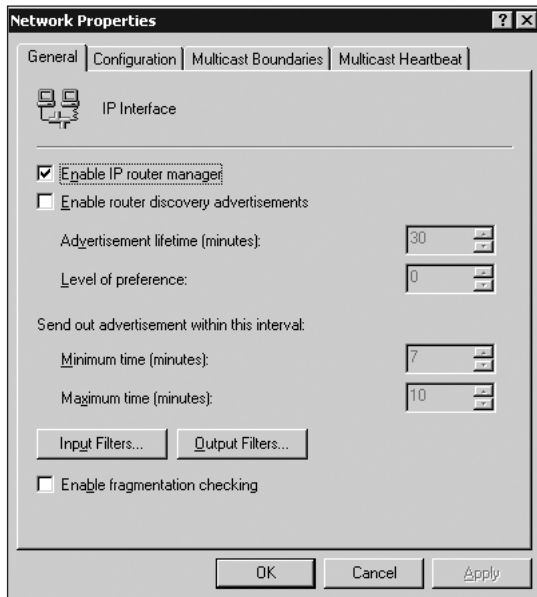 Network Properties
General Configuration Multicast Boundaries Multicast Heartbeat
IP Interface
Enable IP router manager
Enable router discovery advertisements
Advertisement lifetime (minutes): 30
Level of preference: 0
Send out advertisement within this interval:
Minimum time (minutes): 7
Maximum time (minutes): 10
Input Filters... Output Filters...
Enable fragmentation checking
OK Cancel Apply